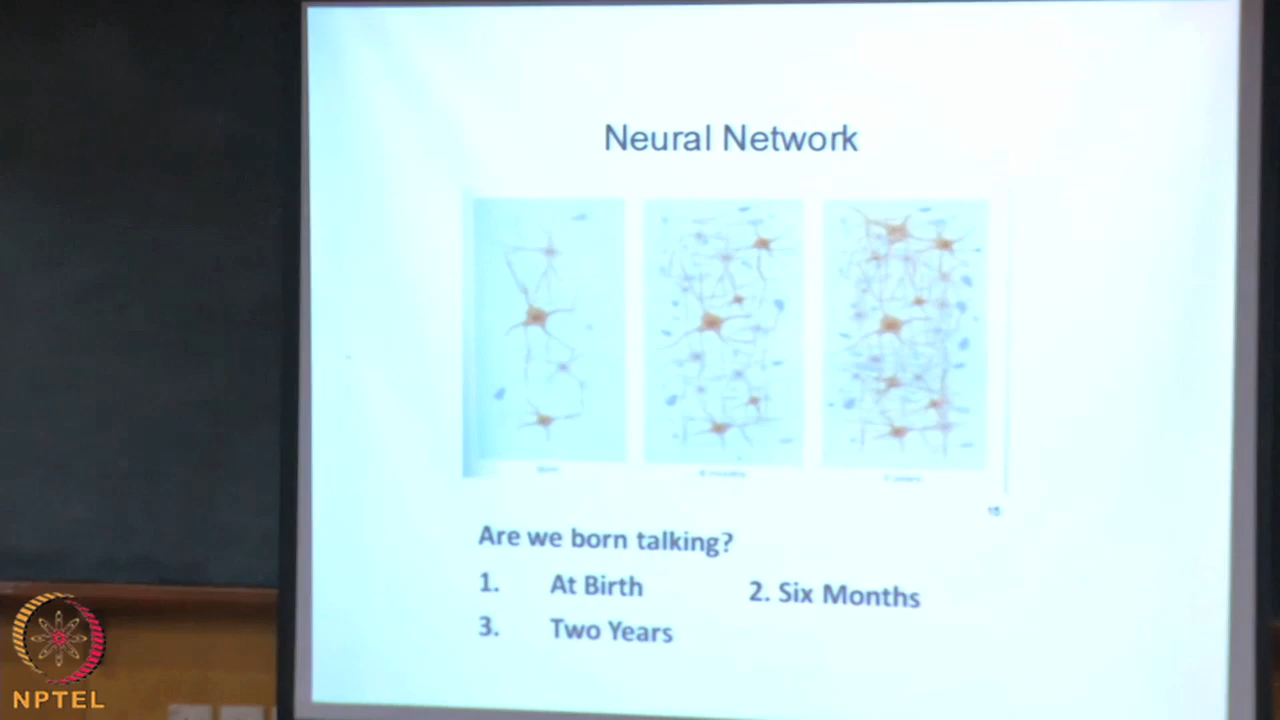 Neural Network
Are we born talking?
1. At Birth 2. Six Months
3. Two Years
NPTEL